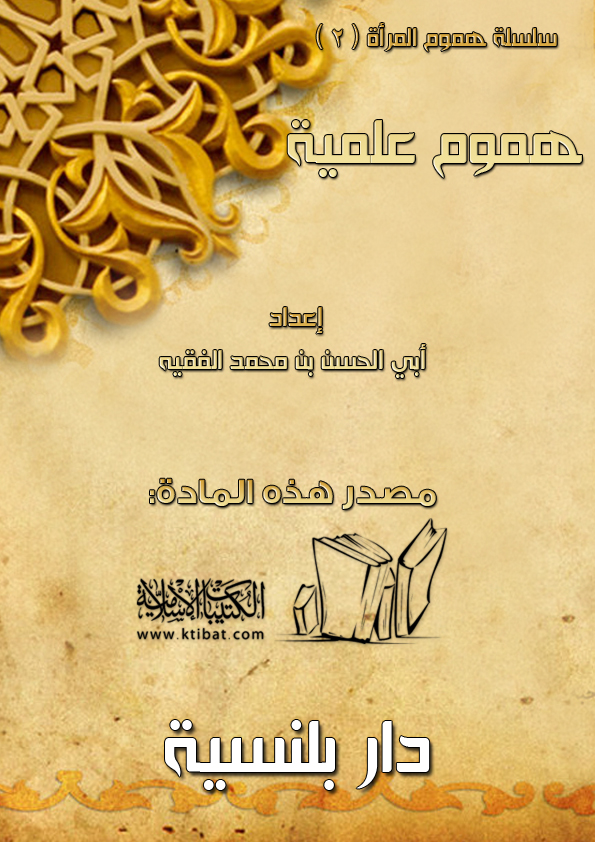 سلسلة هموم المرأة ( ٢ )
هموم علمية
إعداد
أبي الحسن بن محمد الفقيه
مصدر هذه المادة:
الكتيبات الإسلامية
www.ktibat.com
دار بلنسية